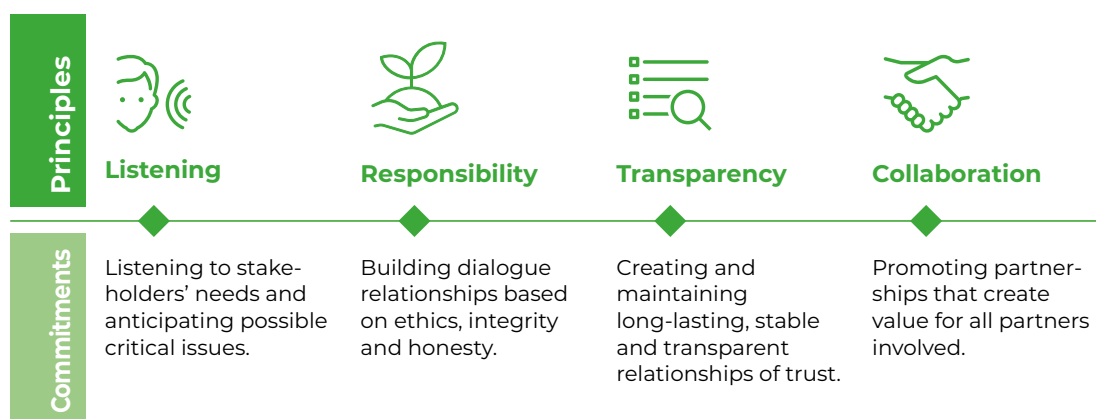 Principles
Listening
Responsibility
Transparency
Collaboration
Commitments
Listening to stake-
holders’ needs and
anticipating possible
critical issues.
Building dialogue
relationships based
on ethics, integrity
and honesty.
Creating and
maintaining
long-lasting, stable
and transparent
relationships of trust.
Promoting partner-
ships that create
value for all partners
involved.